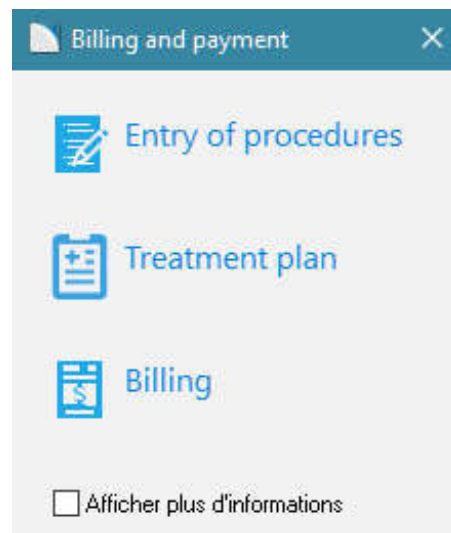 Billing and payment
Entry of procedures
Treatment plan
Billing
Afficher plus d'informations